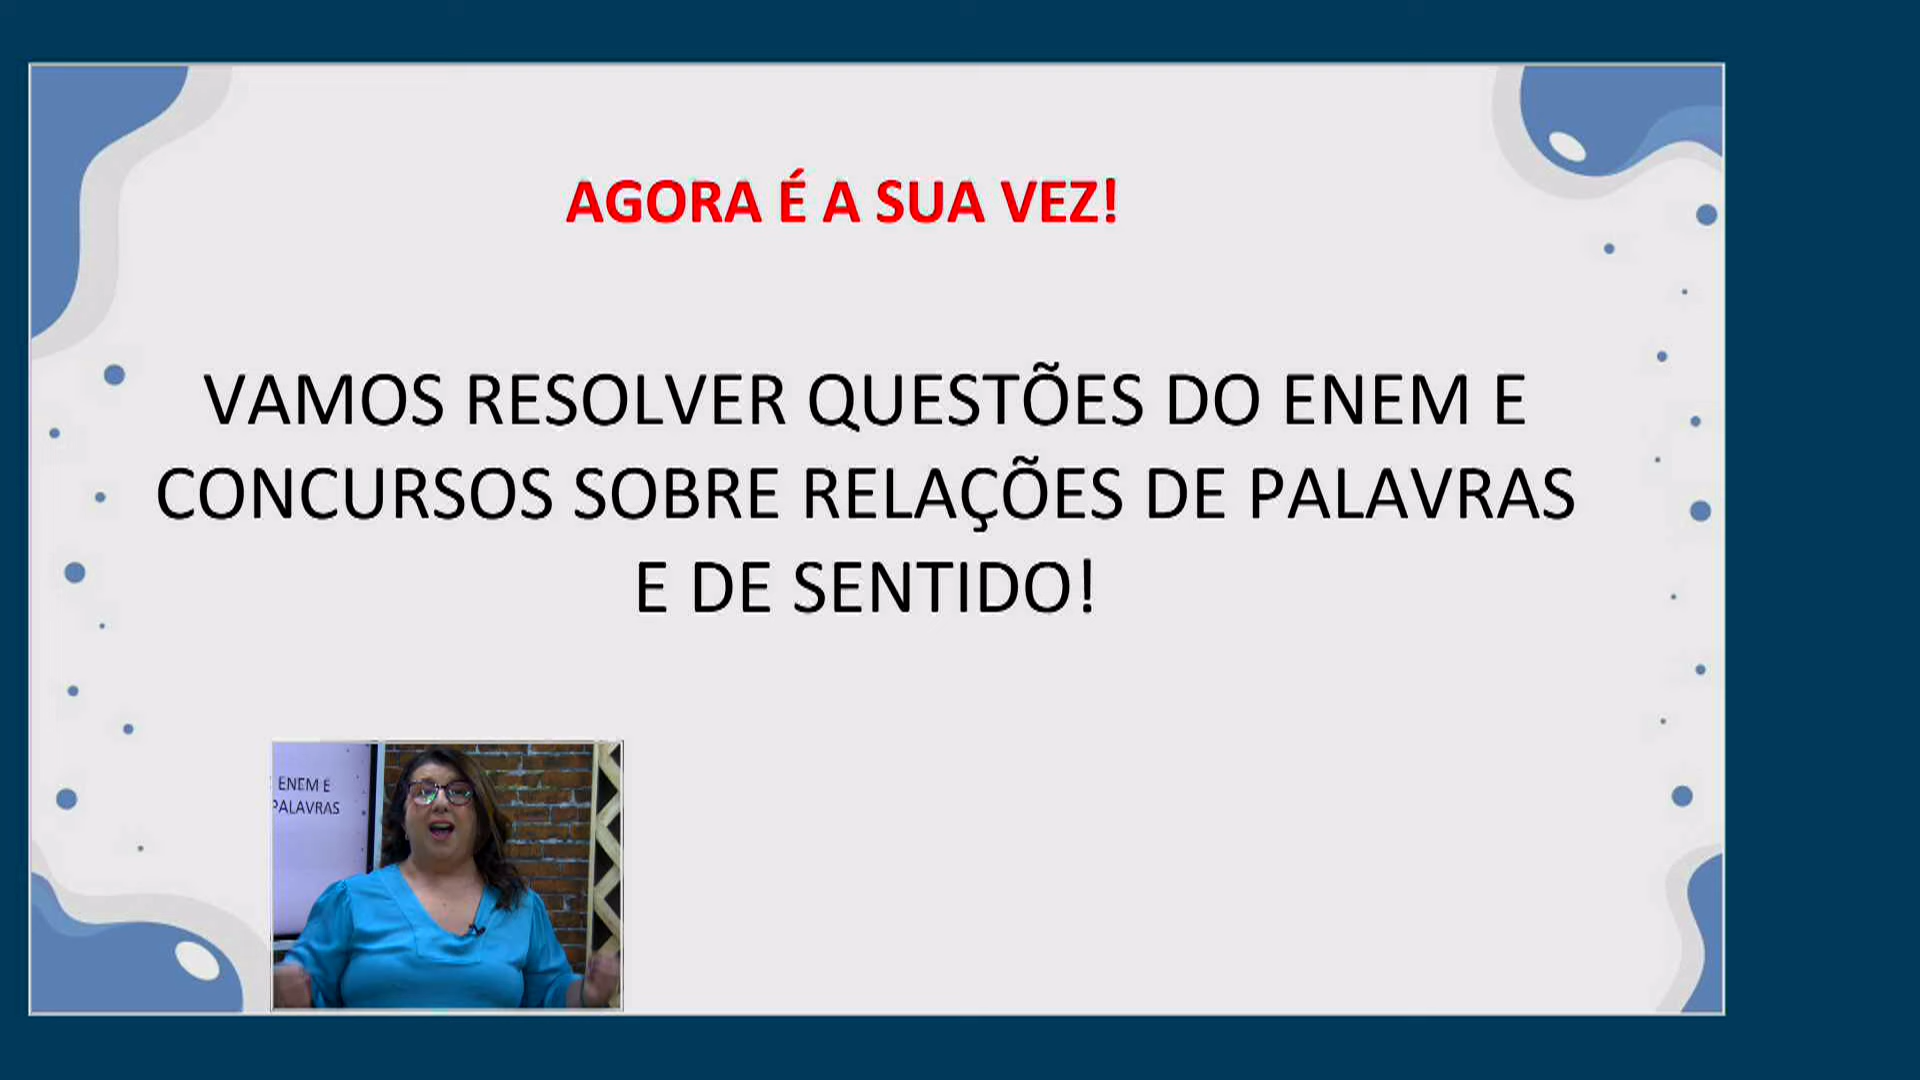 AGORA É A SUA VEZ!
VAMOS RESOLVER QUESTÕES DO ENEM E
CONCURSOS SOBRE RELAÇÕES DE PALAVRAS
E DE SENTIDO!
ENEM E
PALAVRAS